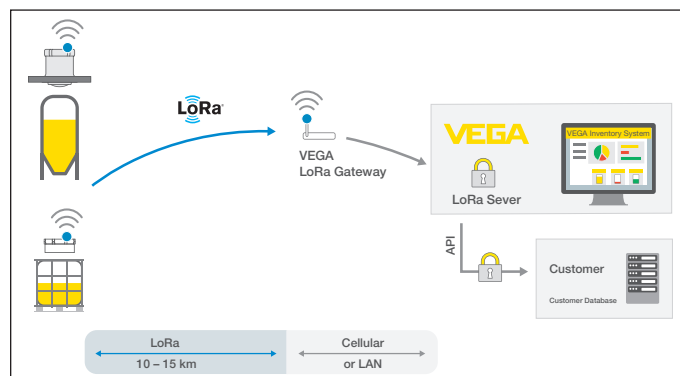 LoRa
VEGA
LoRa Gateway
VEGA
LoRa Sever
VEGA Inventory System
API
Customer
Customer Database
LoRa
10 – 15 km
Cellular
or LAN